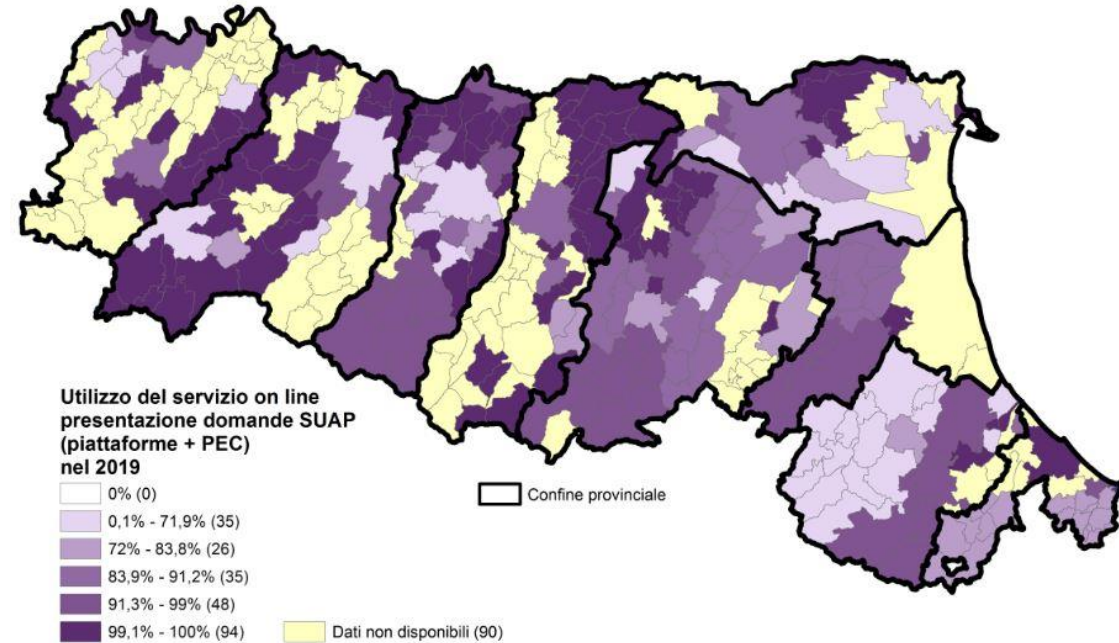 Utilizzo del servizio on line
presentazione domande SUAP
(piattaforme + PEC)
nel 2019
0% (0)
0,1% - 71,9% (35)
72% - 83,8% (26)
83,9% - 91,2% (35)
91,3% - 99% (48)
99,1% - 100% (94)
Confine provinciale
Dati non disponibili (90)